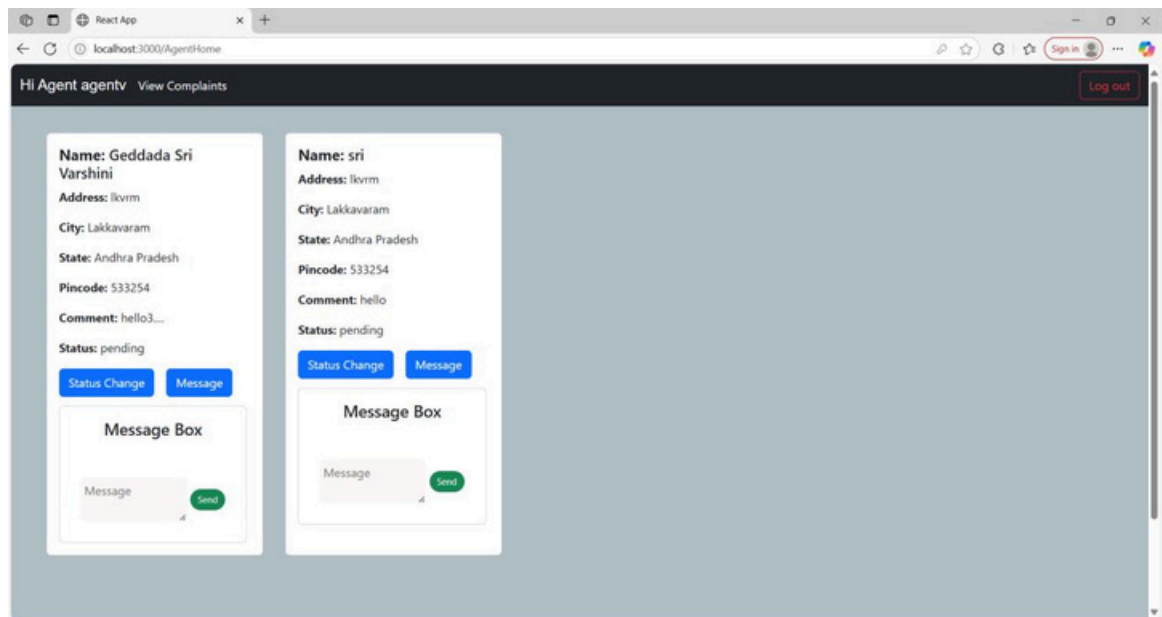 React App
localhost:3000/AgentHome
Sign in
Hi Agent agentv View Complaints
Log out
Name: Geddada Sri
Varshini
Address: lkvrm
City: Lakkavaram
State: Andhra Pradesh
Pincode: 533254
Comment: hello3....
Status: pending
Status Change Message
Message Box
Message
Send
Name: sri
Address: lkvrm
City: Lakkavaram
State: Andhra Pradesh
Pincode: 533254
Comment: hello
Status: pending
Status Change Message
Message Box
Message
Send